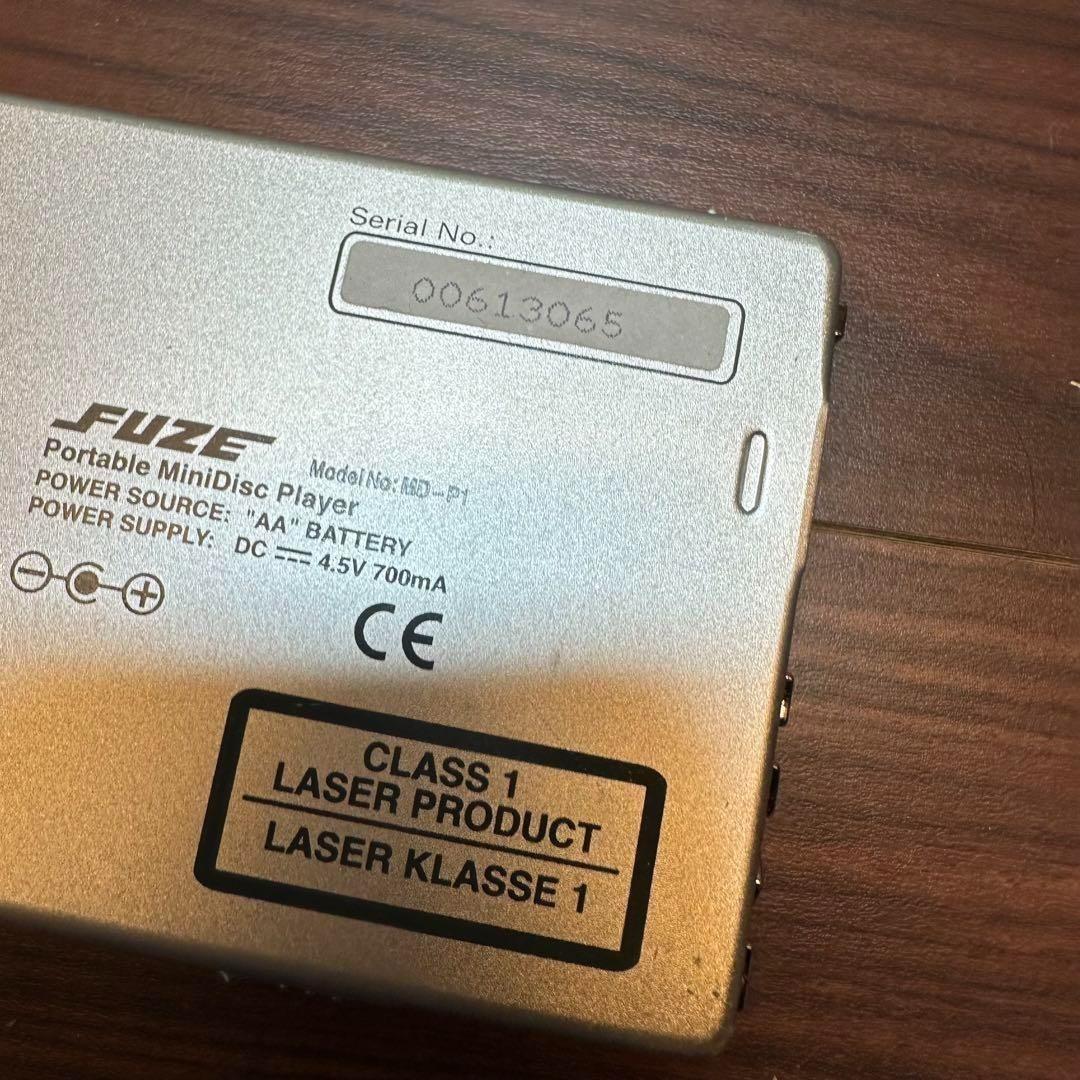 Serial No.:
00613065
FUZE
Portable MiniDisc Player
Model No: MD-P1
POWER SOURCE: "AA" BATTERY
POWER SUPPLY: DC 4.5V 700mA
CE
CLASS 1
LASER PRODUCT
LASER KLASSE 1